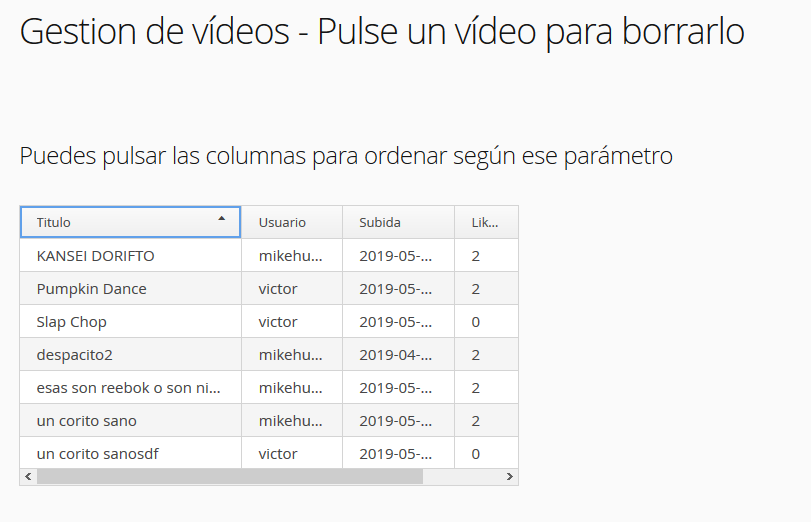 Gestion de vídeos - Pulse un vídeo para borrarlo
Puedes pulsar las columnas para ordenar según ese parámetro
Titulo Usuario Subida Lik...
KANSEI DORIFTO mikehu... 2019-05-... 2
Pumpkin Dance victor 2019-05-... 2
Slap Chop victor 2019-05-... 0
despacito2 mikehu... 2019-04-... 2
esas son reebok o son ni... mikehu... 2019-05-... 2
un corito sano mikehu... 2019-05-... 2
un corito sanosdf victor 2019-05-... 0